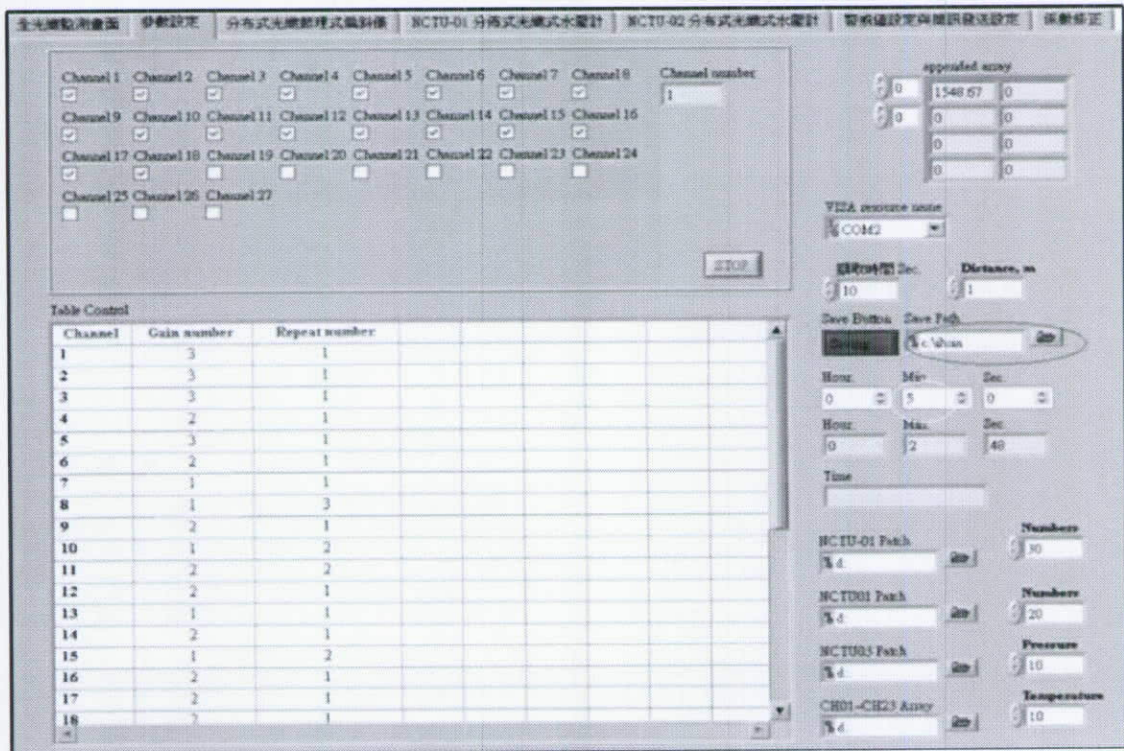 全光纖監測畫面 參數設定 分布式光纖節理式傾斜儀 NCTU-01 分佈式光纖式水壓計 NCTU-02 分布式光纖式水壓計 警戒值設定與簡訊發送設定 係數修正
Channel 1 Channel 2 Channel 3 Channel 4 Channel 5 Channel 6 Channel 7 Channel 8
Channel 9 Channel 10 Channel 11 Channel 12 Channel 13 Channel 14 Channel 15 Channel 16
Channel 17 Channel 18 Channel 19 Channel 20 Channel 21 Channel 22 Channel 23 Channel 24
Channel 25 Channel 26 Channel 27
Channel number
1
STOP
appended array
0 1548.67 0
0 0 0
0 0
0 0
VISA resource name
COM2
擷取時間 Sec. Distance, m
10 1
Save Button Save Path
Hour. Min. Sec.
0 5 0
Hour. Min. Sec.
0 2 48
Time
NCTU-01 Patch Numbers
d. 30
NCTU01 Patch Numbers
d. 20
NCTU03 Patch Pressure
d. 10
CH01~CH23 Array Temperature
d. 10
Table Control
Channel Gain number Repeat number
1 3 1
2 3 1
3 3 1
4 2 1
5 3 1
6 2 1
7 1 1
8 1 3
9 2 1
10 1 2
11 2 2
12 2 1
13 1 1
14 2 1
15 1 2
16 2 1
17 2 1
18 2 1